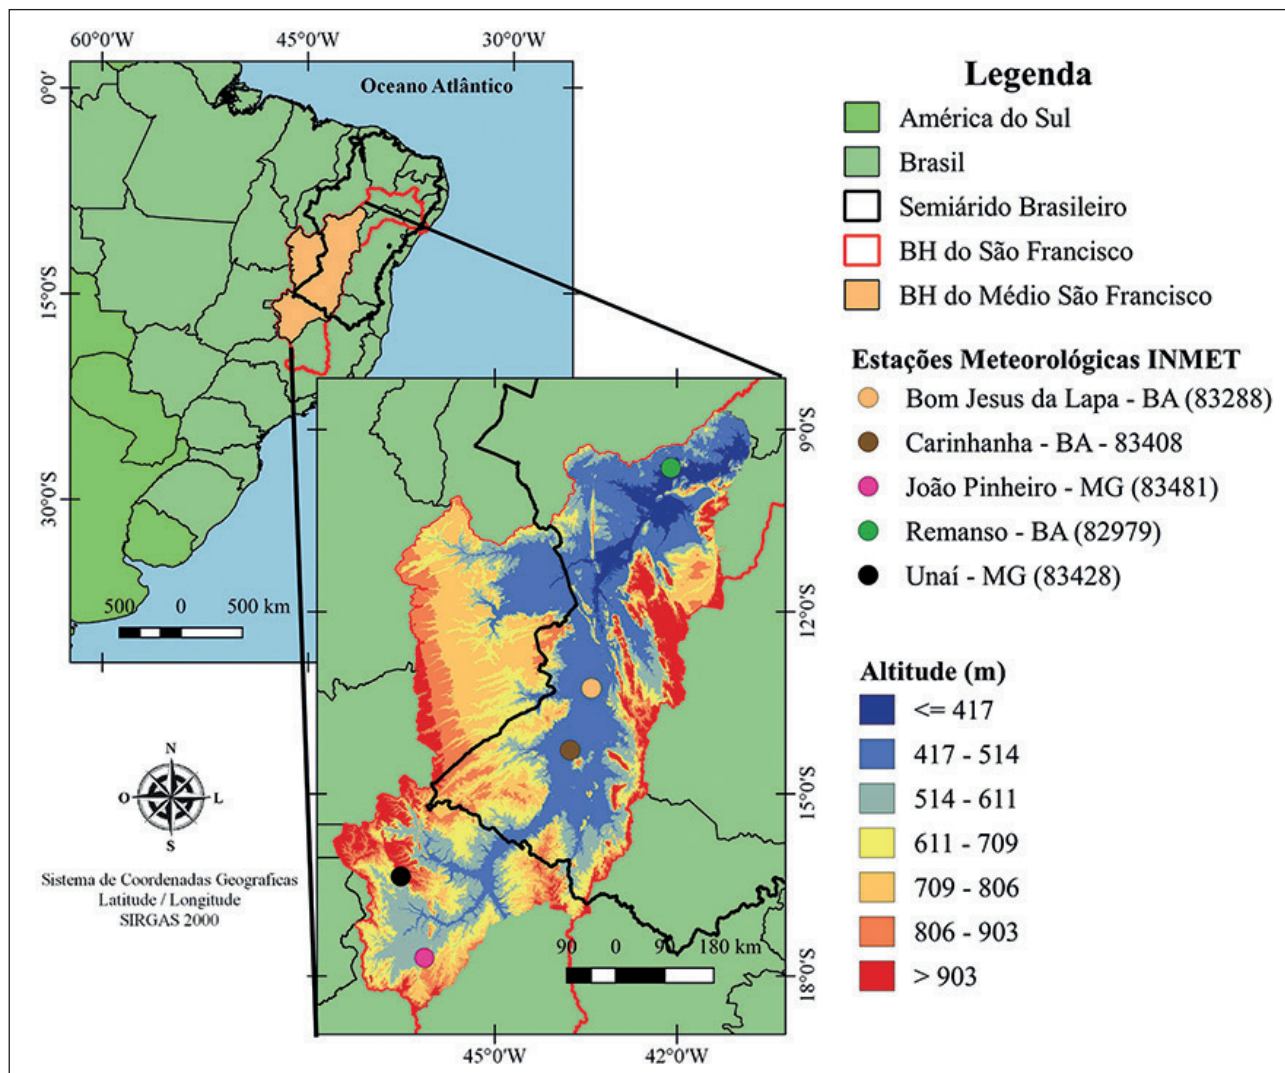 60°0'W 45°0'W 30°0'W
Oceano Atlântico
0°0'
15°0'S
30°0'S
500 0 500 km
N
O L
S
Sistema de Coordenadas Geograficas
Latitude / Longitude
SIRGAS 2000
9°0'S
12°0'S
15°0'S
18°0'S
90 0 90 180 km
45°0'W 42°0'W
Legenda
América do Sul
Brasil
Semiárido Brasileiro
BH do São Francisco
BH do Médio São Francisco
Estações Meteorológicas INMET
Bom Jesus da Lapa - BA (83288)
Carinhanha - BA - 83408
João Pinheiro - MG (83481)
Remanso - BA (82979)
Unaí - MG (83428)
Altitude (m)
<= 417
417 - 514
514 - 611
611 - 709
709 - 806
806 - 903
> 903